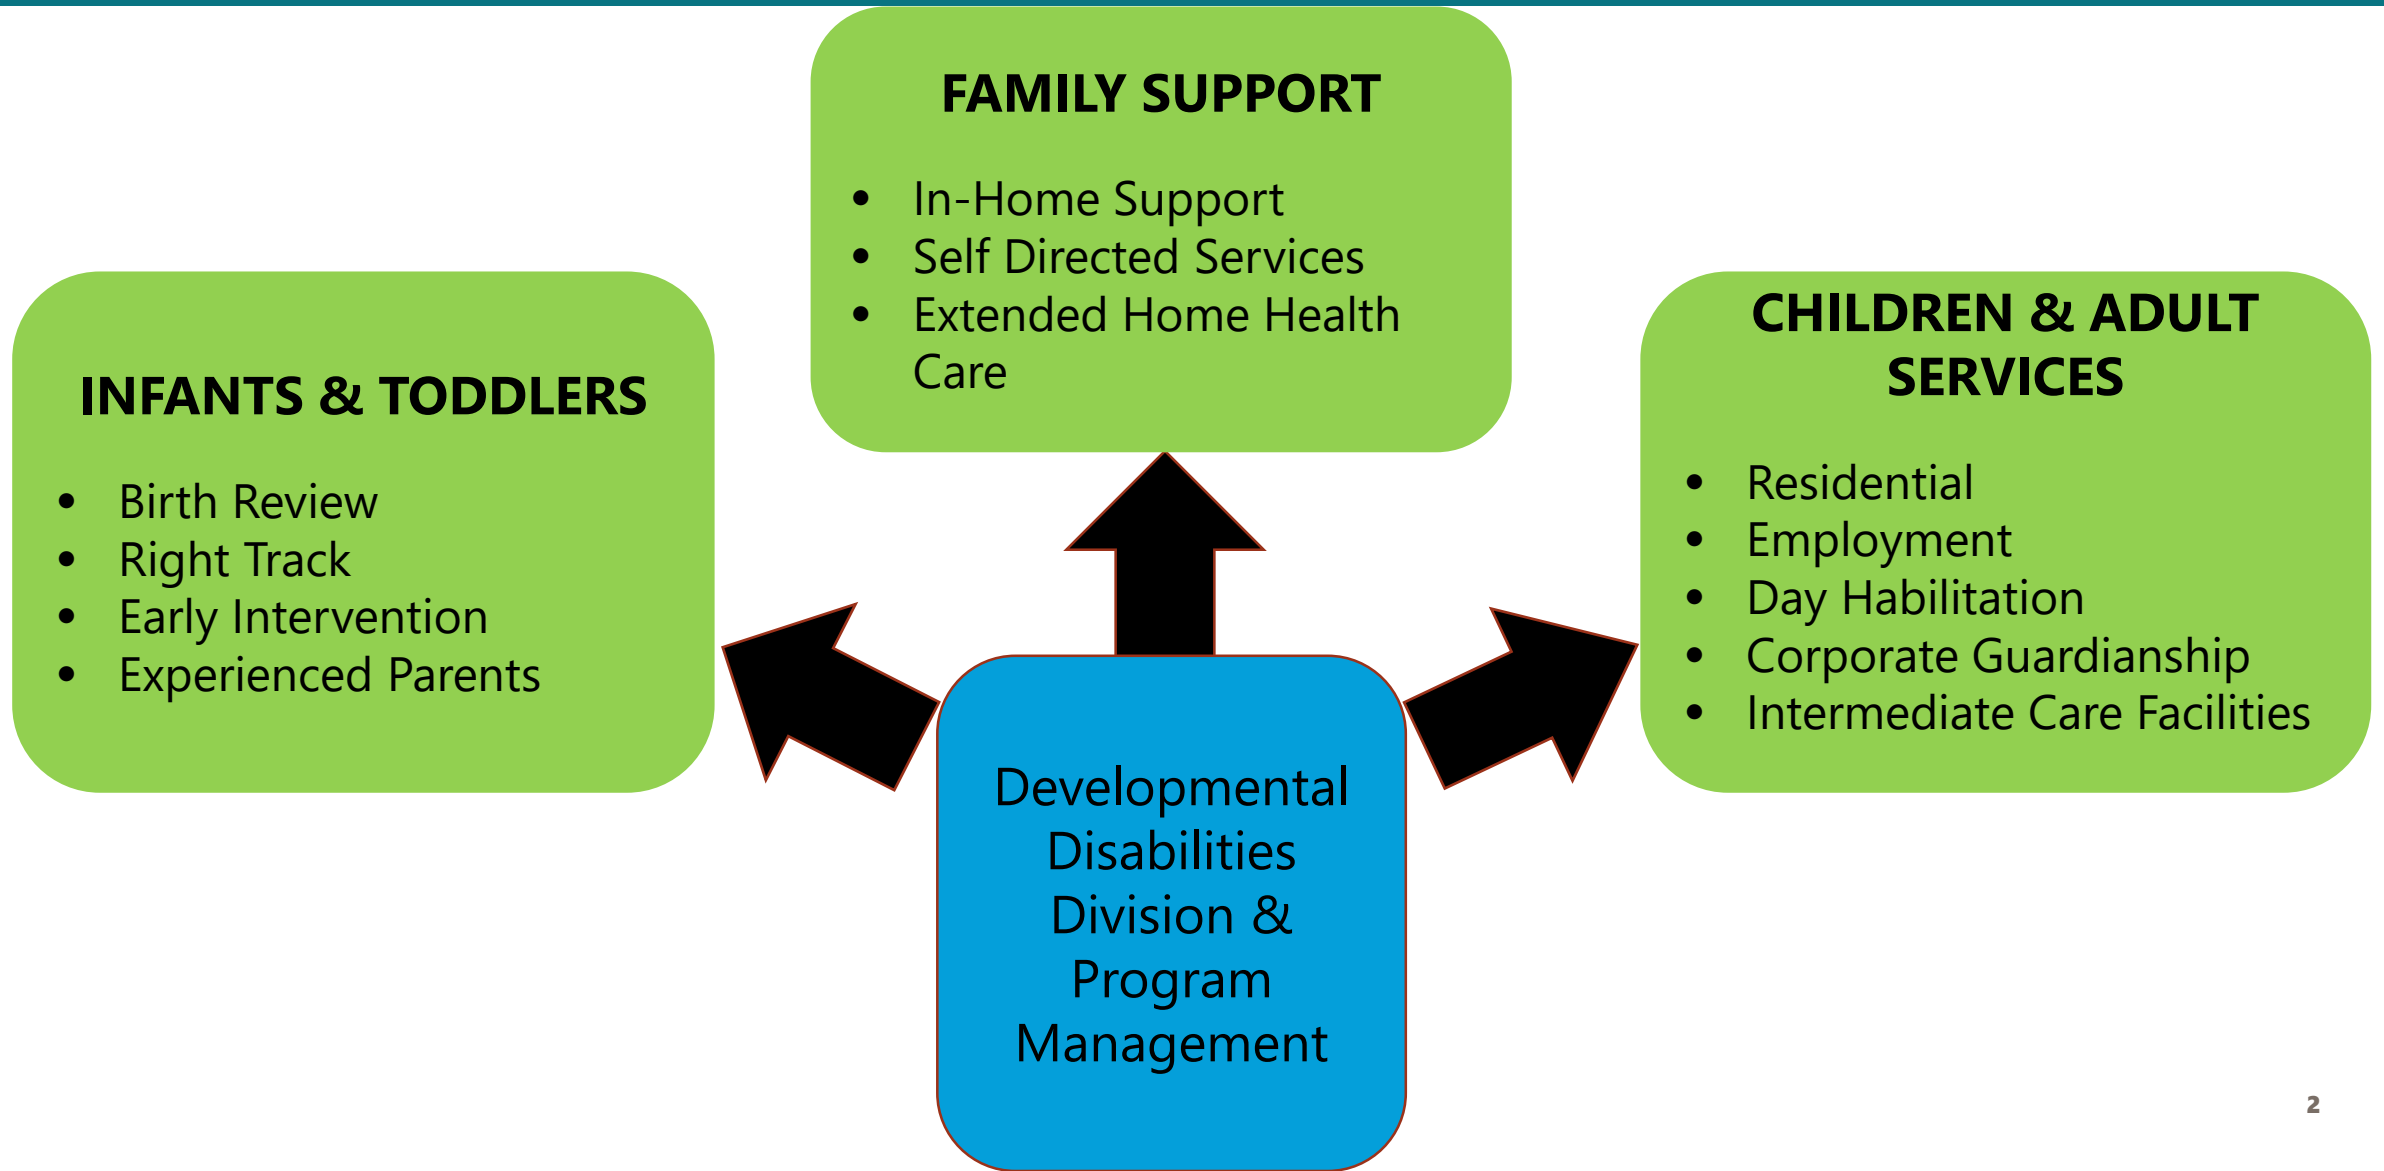 FAMILY SUPPORT
• In-Home Support
• Self Directed Services
• Extended Home Health
Care
INFANTS & TODDLERS
• Birth Review
• Right Track
• Early Intervention
• Experienced Parents
CHILDREN & ADULT
SERVICES
• Residential
• Employment
• Day Habilitation
• Corporate Guardianship
• Intermediate Care Facilities
Developmental
Disabilities
Division &
Program
Management
2